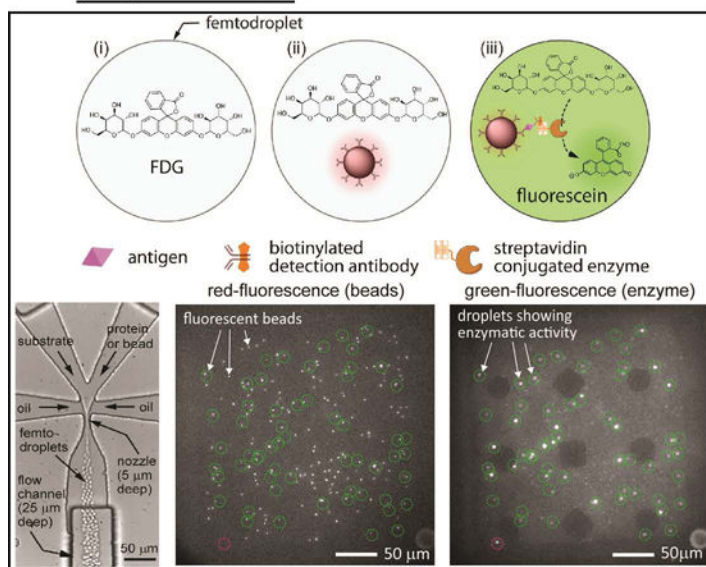 femtodroplet
(i)
(ii)
(iii)
FDG
fluorescein
antigen
biotinylated
detection antibody
streptavidin
conjugated enzyme
red-fluorescence (beads)
green-fluorescence (enzyme)
substrate
protein
or bead
oil
oil
femto-
droplets
nozzle
(5 µm
deep)
flow
channel
(25 µm
deep)
50 µm
fluorescent beads
50 µm
droplets showing
enzymatic activity
50 µm